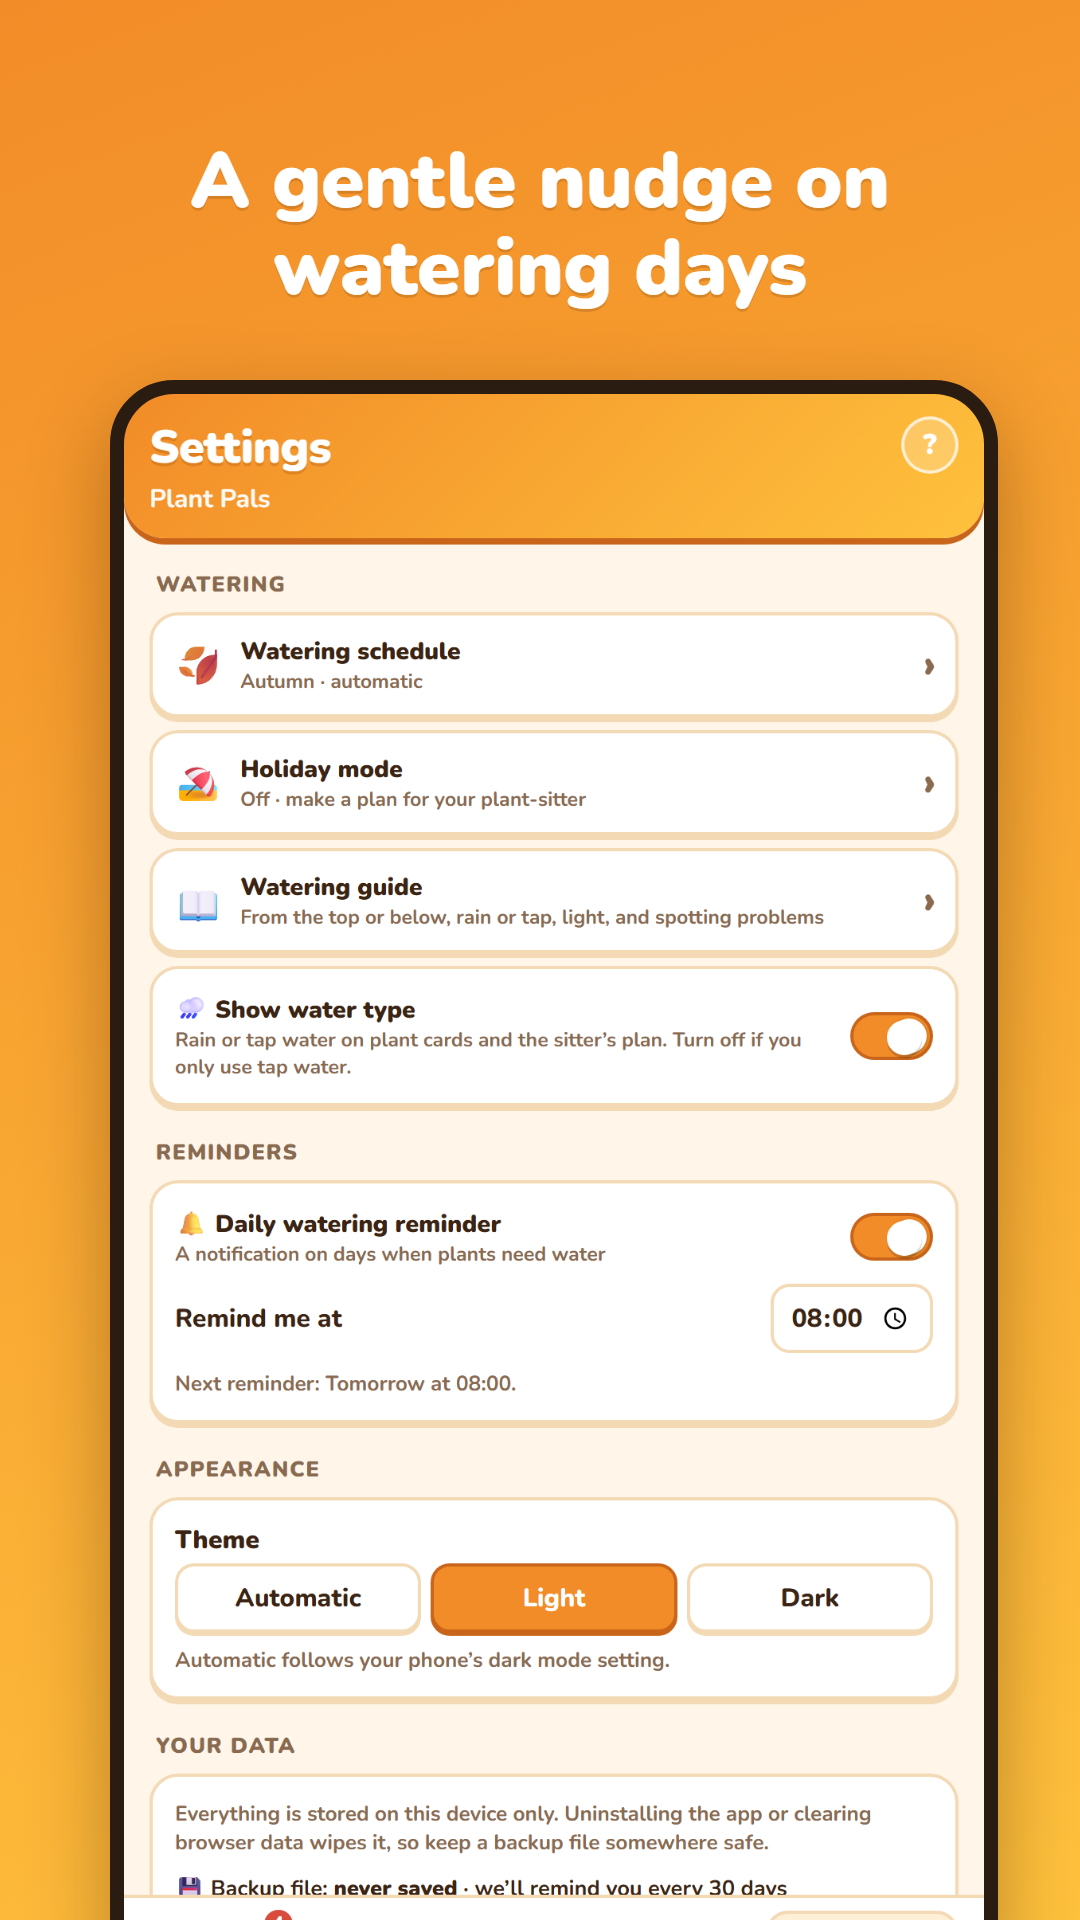 A gentle nudge on
watering days
Settings
?
Plant Pals
WATERING
Watering schedule
Autumn · automatic
Holiday mode
Off · make a plan for your plant-sitter
Watering guide
From the top or below, rain or tap, light, and spotting problems
Show water type
Rain or tap water on plant cards and the sitter’s plan. Turn off if you
only use tap water.
REMINDERS
Daily watering reminder
A notification on days when plants need water
Remind me at
08:00
Next reminder: Tomorrow at 08:00.
APPEARANCE
Theme
Automatic
Light
Dark
Automatic follows your phone’s dark mode setting.
YOUR DATA
Everything is stored on this device only. Uninstalling the app or clearing
browser data wipes it, so keep a backup file somewhere safe.
Backup file: never saved · we’ll remind you every 30 days